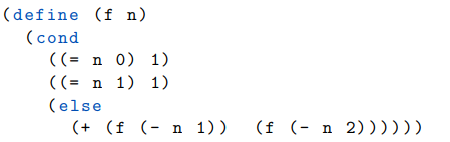 (define (f n)
  (cond
    ((= n 0) 1)
    ((= n 1) 1)
    (else
      (+ (f (- n 1))  (f (- n 2))))))